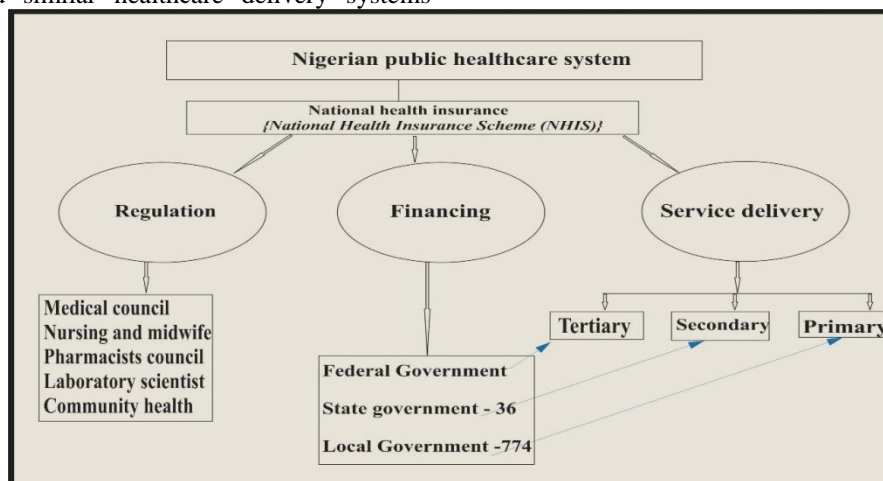 similar healthcare delivery systems
Nigerian public healthcare system
National health insurance
{National Health Insurance Scheme (NHIS)}
Regulation
Financing
Service delivery
Medical council
Nursing and midwife
Pharmacists council
Laboratory scientist
Community health
Federal Government
State government - 36
Local Government -774
Tertiary
Secondary
Primary